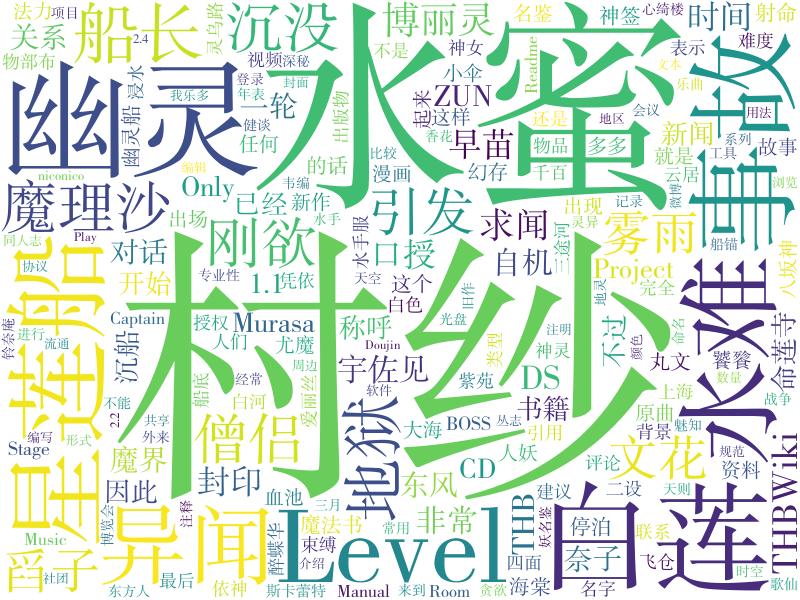 法力 项目 2.4 灵乌路 沉没 博丽灵 名鉴 神签 心绮楼 射命
关系 船长 时间 难度
物部布 视频 深秘 不是 神女 表示
幽灵 水蜜 事故
我乐多 登录 封面 年表 一轮 小伞 Readme 文本 乐曲 会议
幽灵船 浸水 健谈 出版物 起来 ZUN 这样 还是 地区 用法
任何 早苗 物品 多多 新闻 系列 故事
niconico 编辑 的话 比较 香花 就是 工具 浏览
魔理沙 Only 已经 韦编 新作 漫画 幻存 千百 云居 微博 记录
同人志 Play 出场 引发 求闻 出现 水手 灵异 船锚
刚欲 水手服 雾雨 三途河 八坂神
星莲船 协议 对话 口授 自机 水难
开始 专业性 1.1 凭依 天空 这个 Project 地灵 完全
村纱
铃奈庵 进行 Captain 授权 Murasa 称呼 白色 旧作 不过 命名 命莲寺
流通 沉船 人们 尤魔 光盘 注明 丸文 颜色 饕餮
2.2 周边 Doujin 宇佐见 类型 神灵 上海 数量
不能 僧侣 船底 经常 爱丽丝 紫苑 DS 原曲 战争 THBWiki
异闻 共享 白河 软件 地狱 书籍 背景 魅知
Stage 编写 形式 魔界 外来 大海 BOSS 丛志 引用 文花 白莲
因此 封印 CD 人妖 评论 资料 规范
Music 博览会 注释 三月 血池 东风 THB 建议 二设 天则
舀子 魔法书 常用 非常 妖名鉴 停泊 联系 飞仓 时空
社团 最后 介绍 束缚 醉蝶华 Level 四面 奈子
东方人 依神 斯卡蕾特 Manual 来到 贪欲 Room 海棠 名字 歌仙